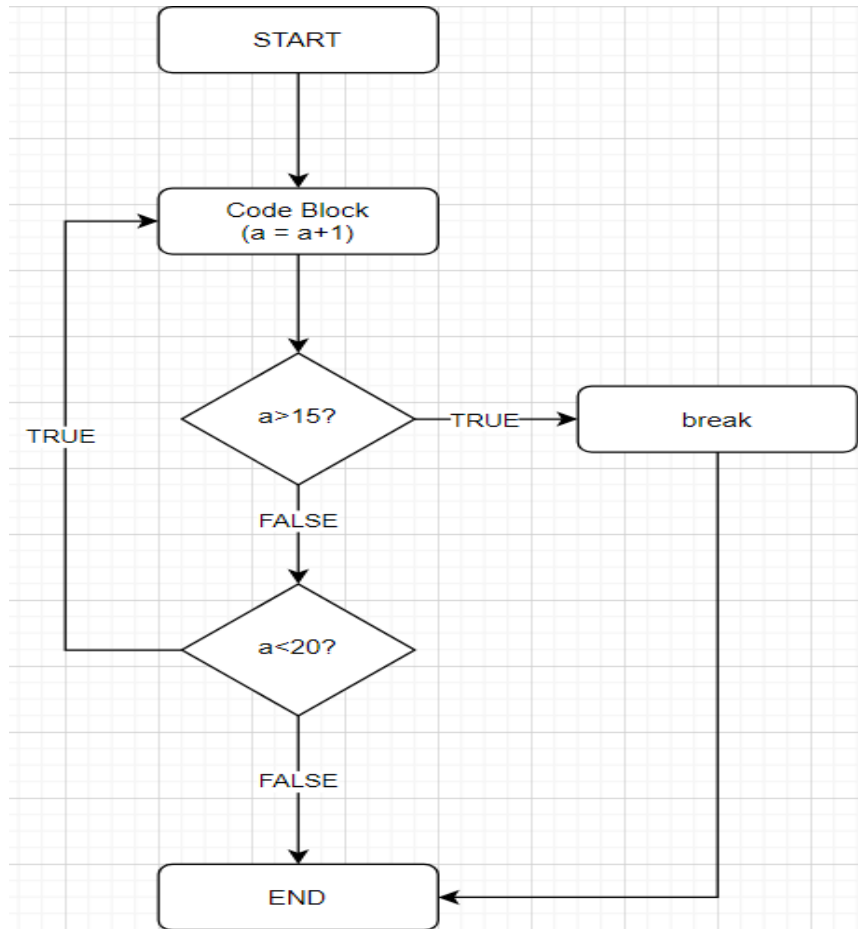 START
Code Block
(a = a+1)
a>15?
TRUE
break
TRUE
FALSE
a<20?
FALSE
END